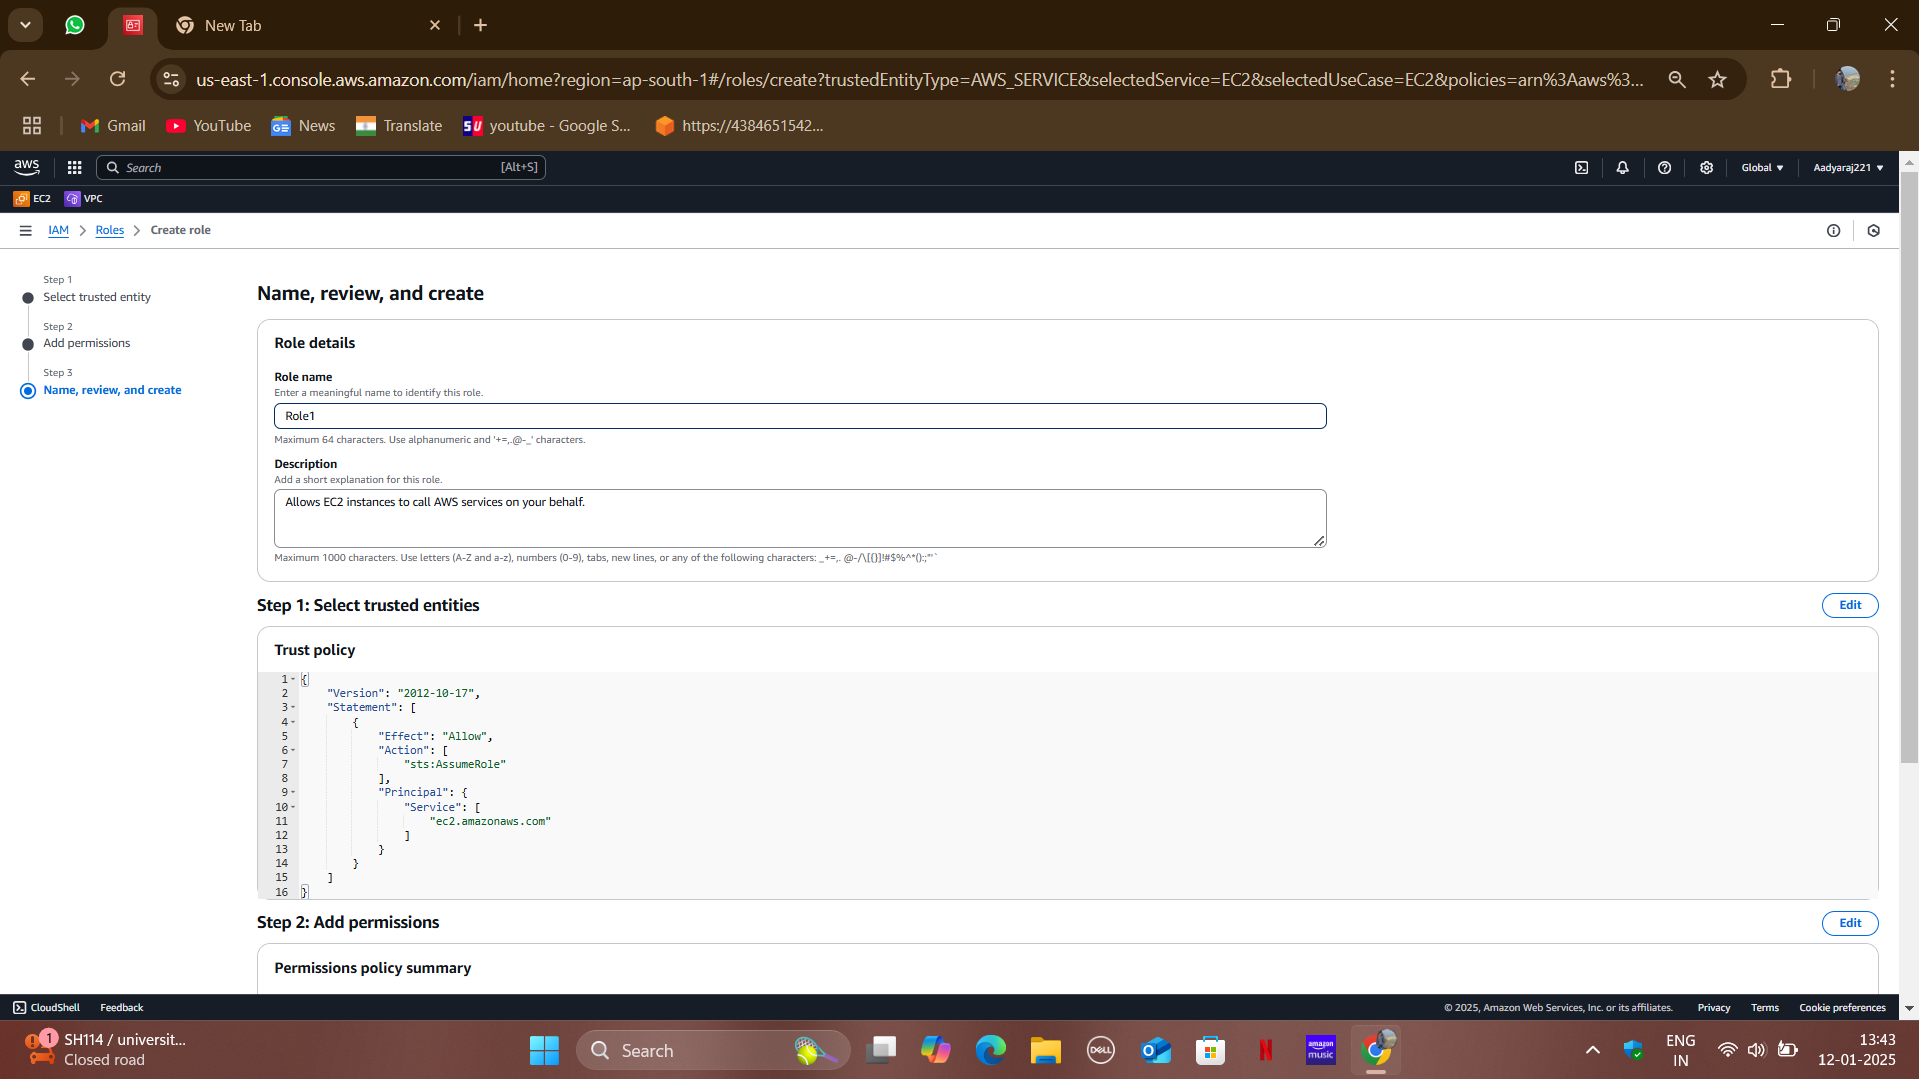 New Tab
us-east-1.console.aws.amazon.com/iam/home?region=ap-south-1#/roles/create?trustedEntityType=AWS_SERVICE&selectedService=EC2&selectedUseCase=EC2&policies=arn%3Aaws%3...
Gmail YouTube News Translate youtube - Google S... https://4384651542...
aws Search [Alt+S] Global Aadyaraj221
EC2 VPC
IAM Roles Create role
Step 1
Select trusted entity
Step 2
Add permissions
Step 3
Name, review, and create
Name, review, and create
Role details
Role name
Enter a meaningful name to identify this role.
Role1
Maximum 64 characters. Use alphanumeric and '+=,.@-_' characters.
Description
Add a short explanation for this role.
Allows EC2 instances to call AWS services on your behalf.
Maximum 1000 characters. Use letters (A-Z and a-z), numbers (0-9), tabs, new lines, or any of the following characters: _+=,. @-/\[{}]!#$%^*();:"'`
Step 1: Select trusted entities Edit
Trust policy
1 {
2 "Version": "2012-10-17",
3 "Statement": [
4 {
5 "Effect": "Allow",
6 "Action": [
7 "sts:AssumeRole"
8 ],
9 "Principal": {
10 "Service": [
11 "ec2.amazonaws.com"
12 ]
13 }
14 }
15 ]
16 }
Step 2: Add permissions Edit
Permissions policy summary
CloudShell Feedback © 2025, Amazon Web Services, Inc. or its affiliates. Privacy Terms Cookie preferences
1 SH114 / universit...
Closed road
Search
DELL
amazon music
ENG
IN
13:43
12-01-2025